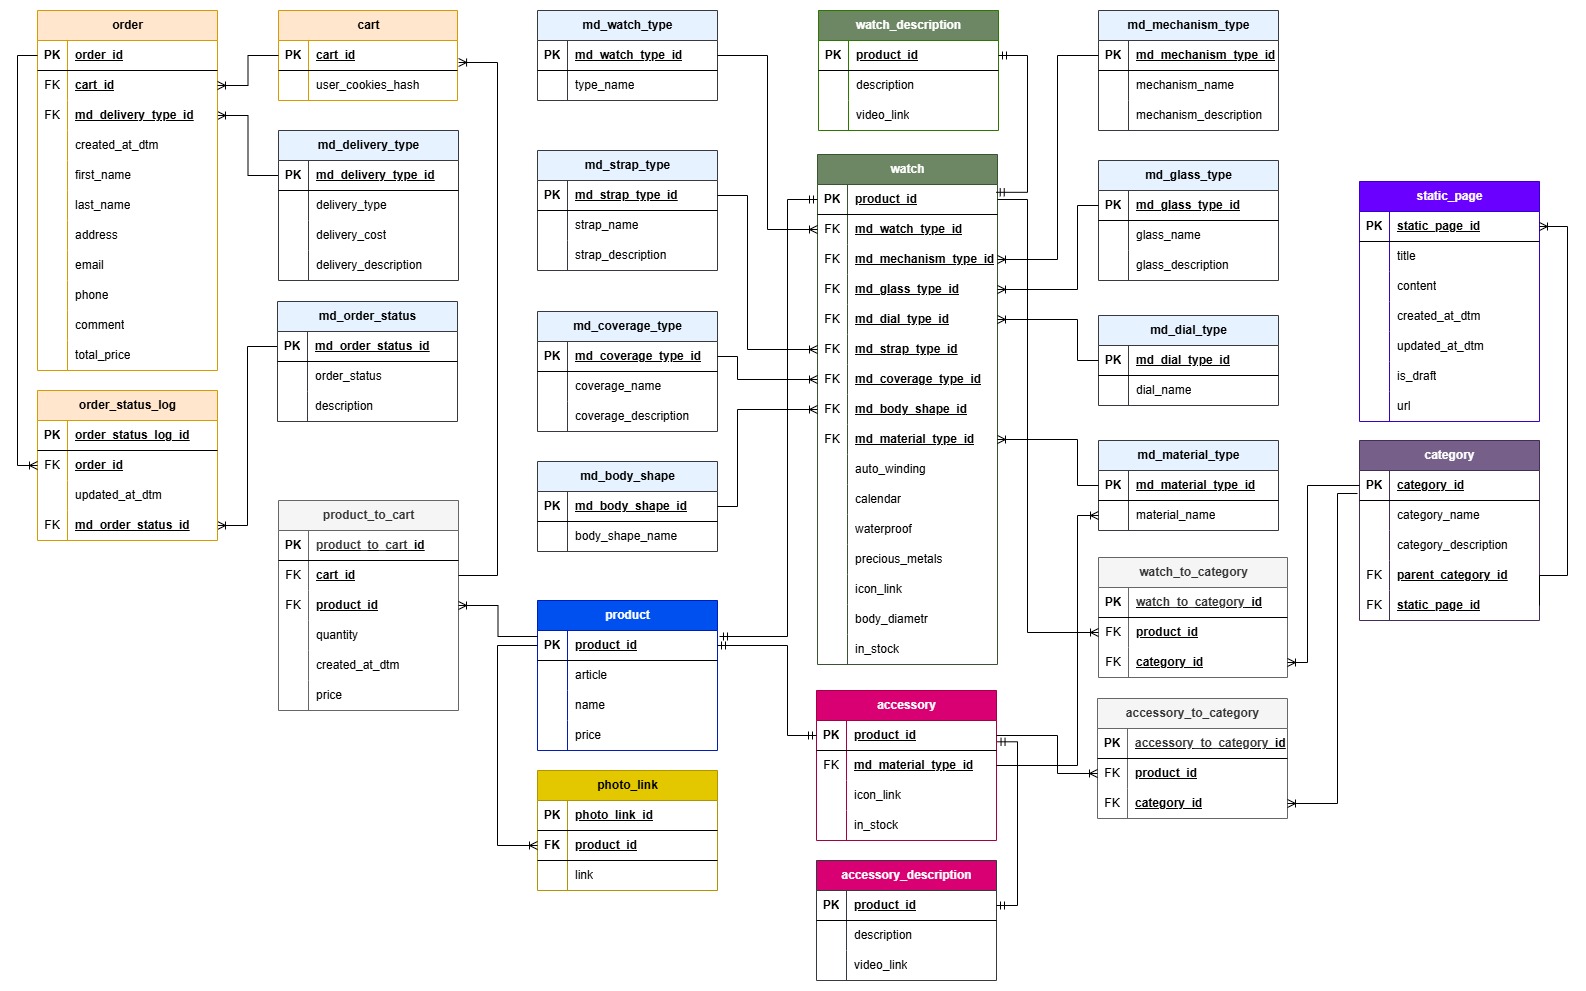 order
PK order_id
FK cart_id
FK md_delivery_type_id
created_at_dtm
first_name
last_name
address
email
phone
comment
total_price
order_status_log
PK order_status_log_id
FK order_id
updated_at_dtm
FK md_order_status_id
cart
PK cart_id
user_cookies_hash
md_delivery_type
PK md_delivery_type_id
delivery_type
delivery_cost
delivery_description
md_order_status
PK md_order_status_id
order_status
description
product_to_cart
PK product_to_cart_id
FK cart_id
FK product_id
quantity
created_at_dtm
price
md_watch_type
PK md_watch_type_id
type_name
md_strap_type
PK md_strap_type_id
strap_name
strap_description
md_coverage_type
PK md_coverage_type_id
coverage_name
coverage_description
md_body_shape
PK md_body_shape_id
body_shape_name
product
PK product_id
article
name
price
photo_link
PK photo_link_id
FK product_id
link
watch_description
PK product_id
description
video_link
watch
PK product_id
FK md_watch_type_id
FK md_mechanism_type_id
FK md_glass_type_id
FK md_dial_type_id
FK md_strap_type_id
FK md_coverage_type_id
FK md_body_shape_id
FK md_material_type_id
auto_winding
calendar
waterproof
precious_metals
icon_link
body_diametr
in_stock
accessory
PK product_id
FK md_material_type_id
icon_link
in_stock
accessory_description
PK product_id
description
video_link
md_mechanism_type
PK md_mechanism_type_id
mechanism_name
mechanism_description
md_glass_type
PK md_glass_type_id
glass_name
glass_description
md_dial_type
PK md_dial_type_id
dial_name
md_material_type
PK md_material_type_id
material_name
watch_to_category
PK watch_to_category_id
FK product_id
FK category_id
accessory_to_category
PK accessory_to_category_id
FK product_id
FK category_id
static_page
PK static_page_id
title
content
created_at_dtm
updated_at_dtm
is_draft
url
category
PK category_id
category_name
category_description
FK parent_category_id
FK static_page_id